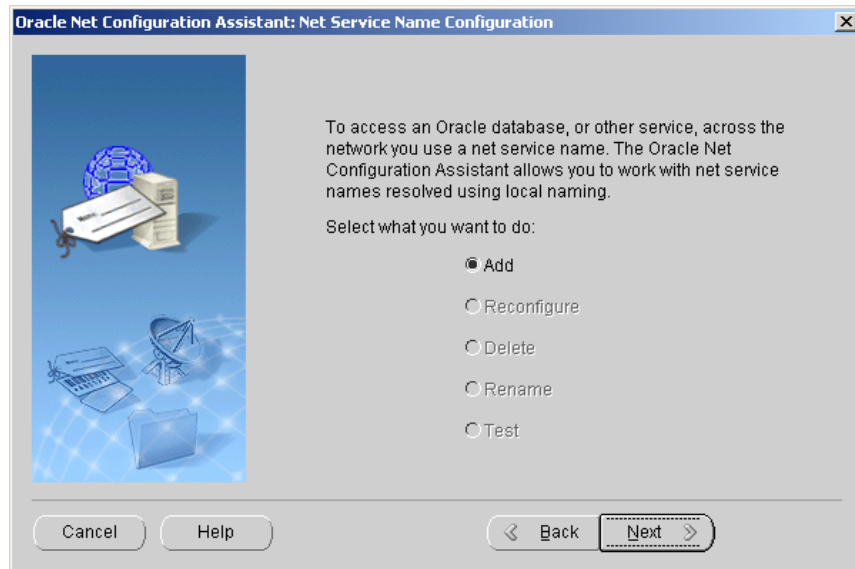 Oracle Net Configuration Assistant: Net Service Name Configuration
To access an Oracle database, or other service, across the
network you use a net service name. The Oracle Net
Configuration Assistant allows you to work with net service
names resolved using local naming.
Select what you want to do:
Add
Reconfigure
Delete
Rename
Test
Cancel
Help
Back
Next